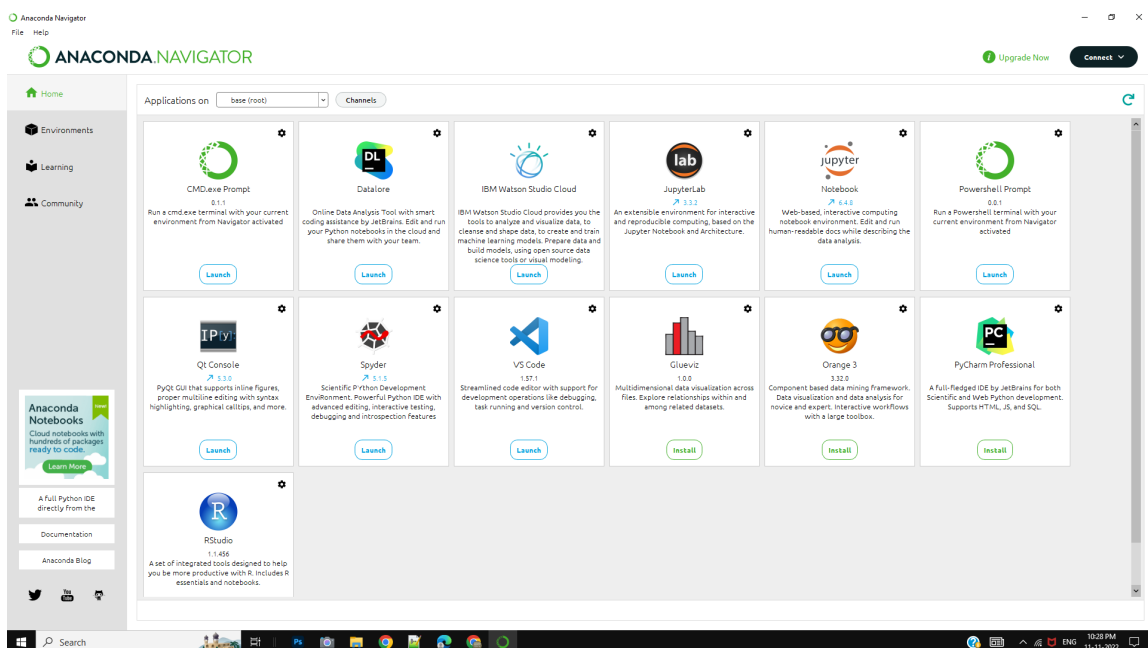 Anaconda Navigator
File Help
ANACONDA.NAVIGATOR
Upgrade Now
Connect
Home
Environments
Learning
Community
Applications on base (root) Channels
CMD.exe Prompt
0.1.1
Run a cmd.exe terminal with your current
environment from Navigator activated
Launch
DL
Datalore
Online Data Analysis Tool with smart
coding assistance by JetBrains. Edit and run
your Python notebooks in the cloud and
share them with your team.
Launch
IBM Watson Studio Cloud
IBM Watson Studio Cloud provides you the
tools to analyze and visualize data, to
cleanse and shape data, to create and train
machine learning models. Prepare data and
build models, using open source data
science tools or visual modeling.
Launch
lab
JupyterLab
3.3.2
An extensible environment for interactive
and reproducible computing, based on the
Jupyter Notebook and Architecture.
Launch
jupyter
Notebook
6.4.8
Web-based, interactive computing
notebook environment. Edit and run
human-readable docs while describing the
data analysis.
Launch
Powershell Prompt
0.0.1
Run a Powershell terminal with your
current environment from Navigator
activated
Launch
IP[y]:
Qt Console
5.3.0
PyQt GUI that supports inline figures,
proper multiline editing with syntax
highlighting, graphical calltips, and more.
Launch
Spyder
5.1.5
Scientific PYthon Development
EnviRonment. Powerful Python IDE with
advanced editing, interactive testing,
debugging and introspection features
Launch
VS Code
1.57.1
Streamlined code editor with support for
development operations like debugging,
task running and version control.
Launch
Glueviz
1.0.0
Multidimensional data visualization across
files. Explore relationships within and
among related datasets.
Install
Orange 3
3.32.0
Component based data mining framework.
Data visualization and data analysis for
novice and expert. Interactive workflows
with a large toolbox.
Install
PC
PyCharm Professional
A full-fledged IDE by JetBrains for both
Scientific and Web Python development.
Supports HTML, JS, and SQL.
Install
R
RStudio
1.1.456
A set of integrated tools designed to help
you be more productive with R. Includes R
essentials and notebooks.
Anaconda
Notebooks
Cloud notebooks with
hundreds of packages
ready to code.
Learn More
A full Python IDE
directly from the
Documentation
Anaconda Blog
You
Tube
Search
Ps
ENG
10:28 PM
11-11-2022